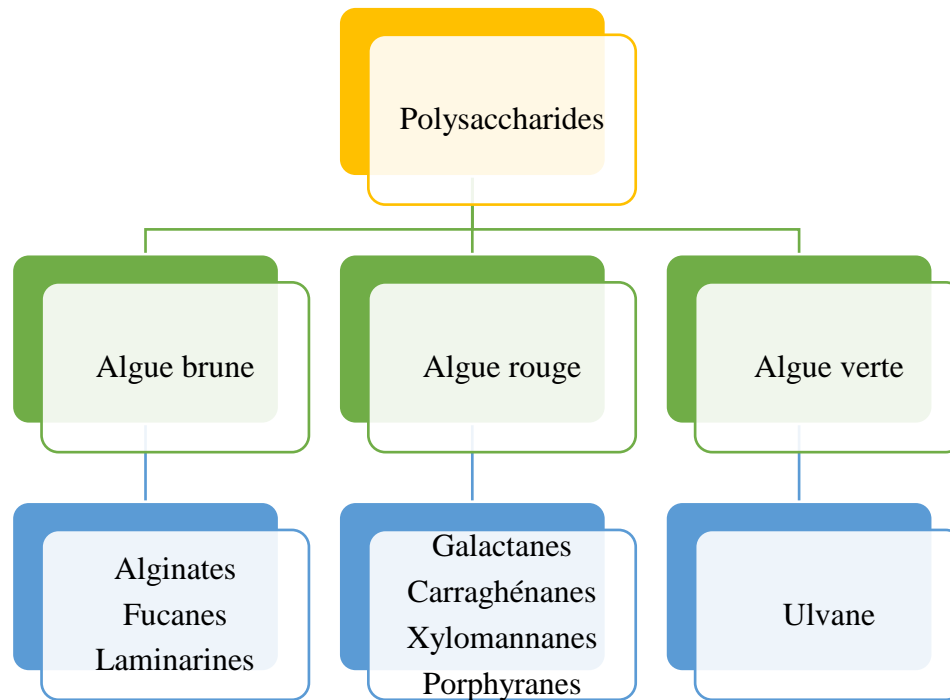 Polysaccharides
Algue brune
Algue rouge
Algue verte
Alginates
Fucanes
Laminarines
Galactanes
Carraghénanes
Xylomannanes
Porphyranes
Ulvane